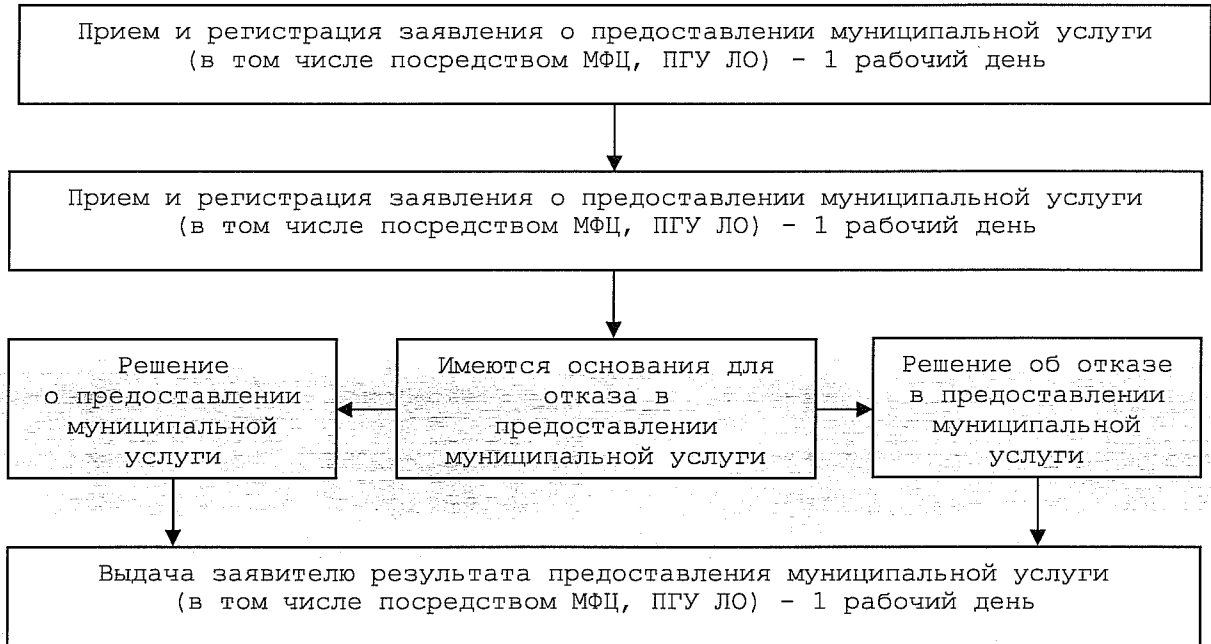 Прием и регистрация заявления о предоставлении муниципальной услуги
(в том числе посредством МФЦ, ПГУ ЛО) – 1 рабочий день
Прием и регистрация заявления о предоставлении муниципальной услуги
(в том числе посредством МФЦ, ПГУ ЛО) – 1 рабочий день
Решение
о предоставлении
муниципальной
услуги
Имеются основания для
отказа в
предоставлении
муниципальной услуги
Решение об отказе
в предоставлении
муниципальной
услуги
Выдача заявителю результата предоставления муниципальной услуги
(в том числе посредством МФЦ, ПГУ ЛО) – 1 рабочий день